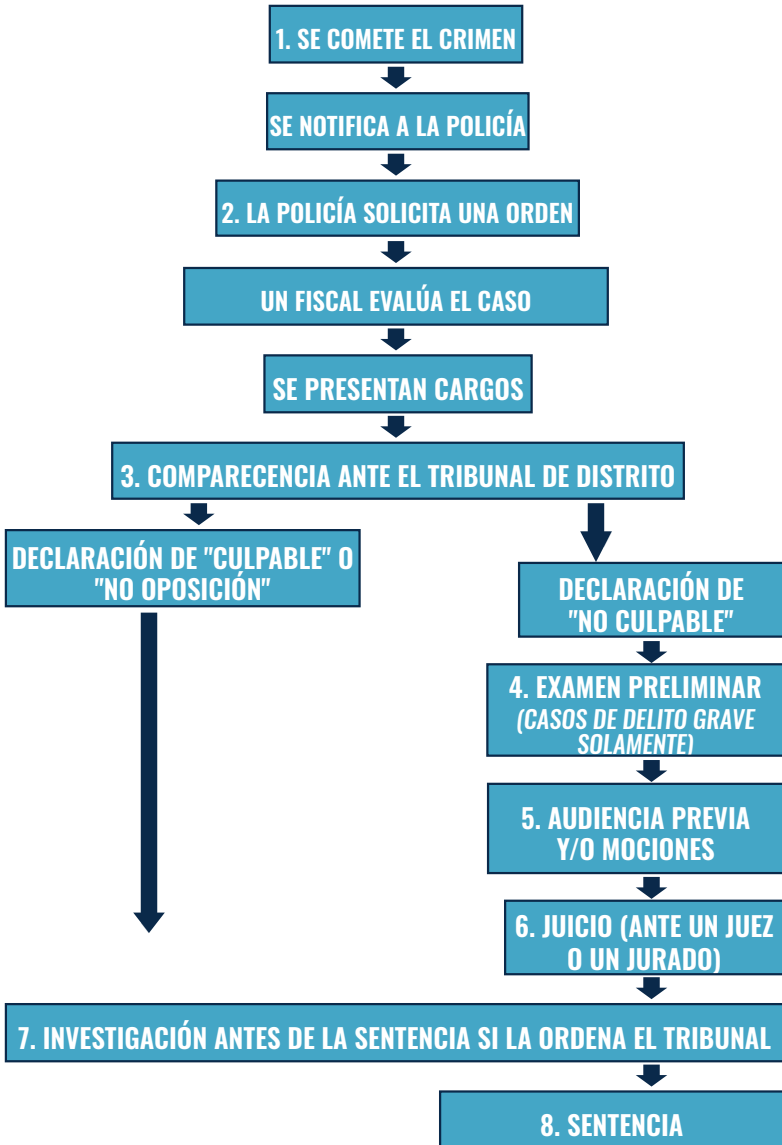 1. SE COMETE EL CRIMEN
SE NOTIFICA A LA POLICÍA
2. LA POLICÍA SOLICITA UNA ORDEN
UN FISCAL EVALÚA EL CASO
SE PRESENTAN CARGOS
3. COMPARECENCIA ANTE EL TRIBUNAL DE DISTRITO
DECLARACIÓN DE "CULPABLE" O
"NO OPOSICIÓN"
DECLARACIÓN DE
"NO CULPABLE"
4. EXAMEN PRELIMINAR
(CASOS DE DELITO GRAVE
SOLAMENTE)
5. AUDIENCIA PREVIA
Y/O MOCIONES
6. JUICIO (ANTE UN JUEZ
O UN JURADO)
7. INVESTIGACIÓN ANTES DE LA SENTENCIA SI LA ORDENA EL TRIBUNAL
8. SENTENCIA